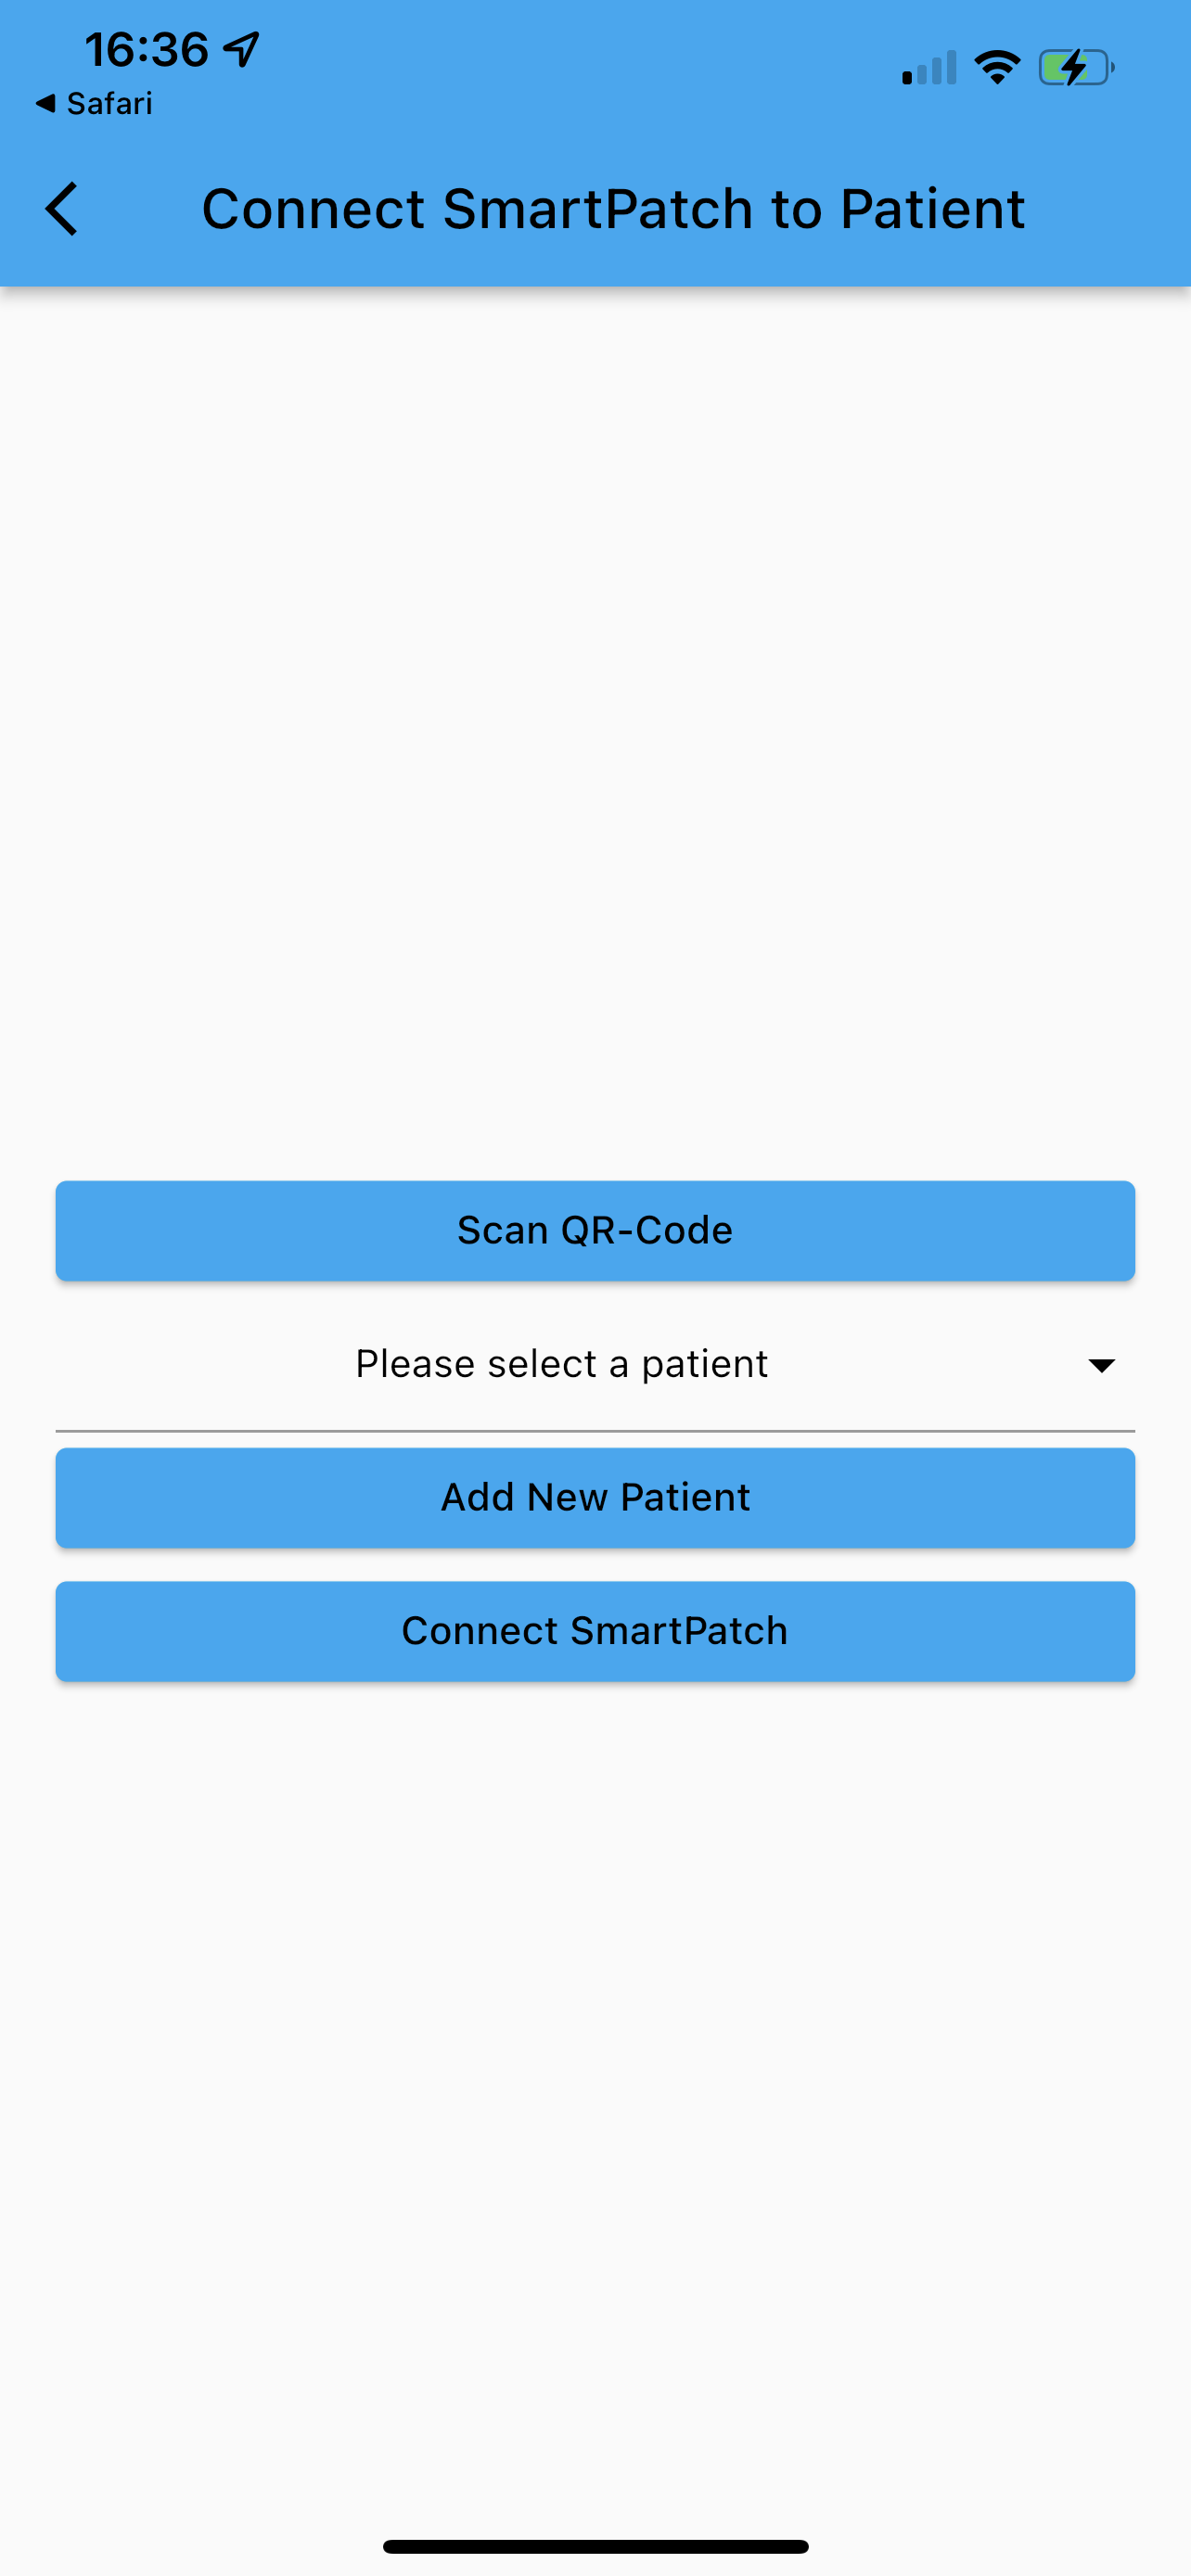 16:36
Safari
Connect SmartPatch to Patient
Scan QR-Code
Please select a patient
Add New Patient
Connect SmartPatch